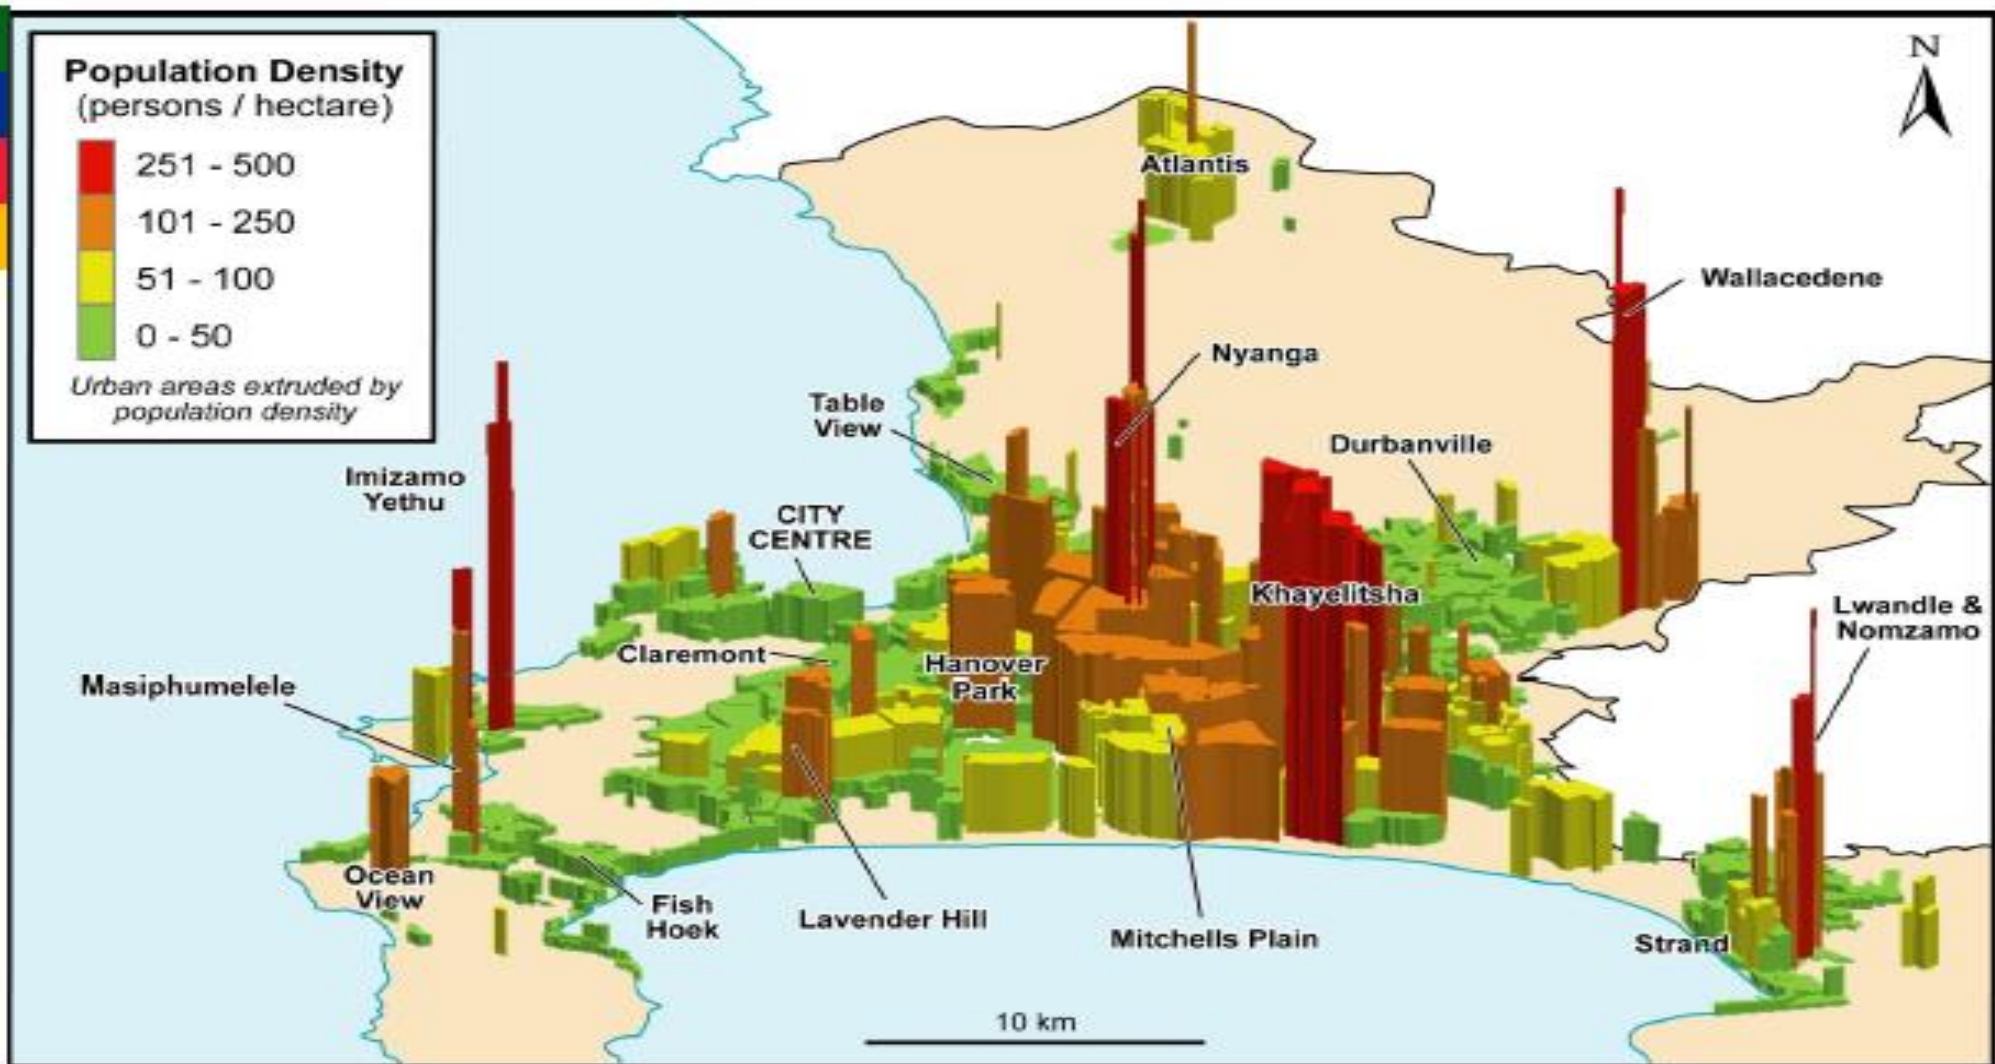 Population Density
(persons / hectare)
251 - 500
101 - 250
51 - 100
0 - 50
Urban areas extruded by
population density
N
Atlantis
Wallacedene
Nyanga
Table
View
Durbanville
Imizamo
Yethu
CITY
CENTRE
Khayelitsha
Lwandle &
Nomzamo
Claremont
Hanover
Park
Masiphumelele
Ocean
View
Fish
Hoek
Lavender Hill
Mitchells Plain
Strand
10 km